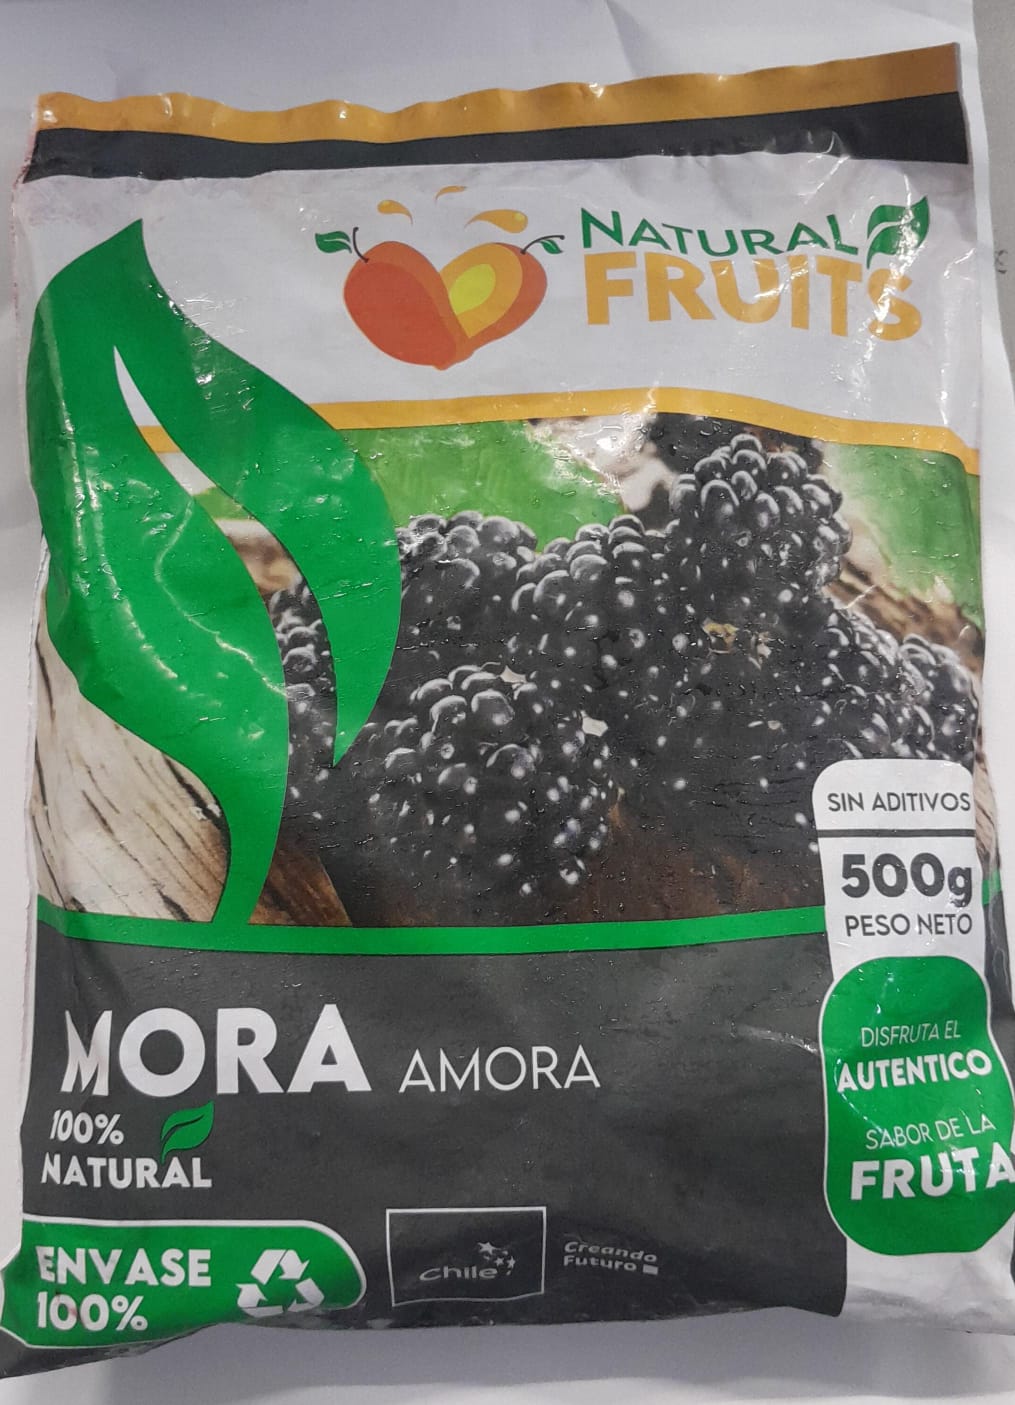 NATURAL
FRUITS
SIN ADITIVOS
500g
PESO NETO
MORA AMORA
100%
NATURAL
DISFRUTA EL
AUTENTICO
SABOR DE LA
FRUTA
ENVASE
100%
Chile
Creando
Futuro